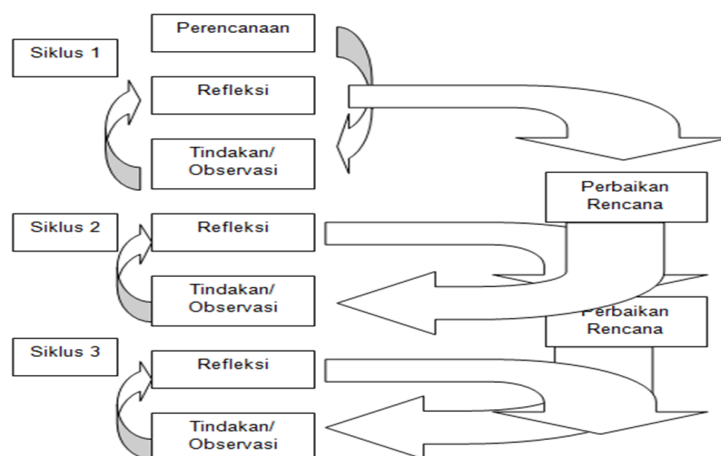 Perencanaan
Siklus 1
Refleksi
Tindakan/
Observasi
Perbaikan
Rencana
Siklus 2
Refleksi
Tindakan/
Observasi
Perbaikan
Rencana
Siklus 3
Refleksi
Tindakan/
Observasi